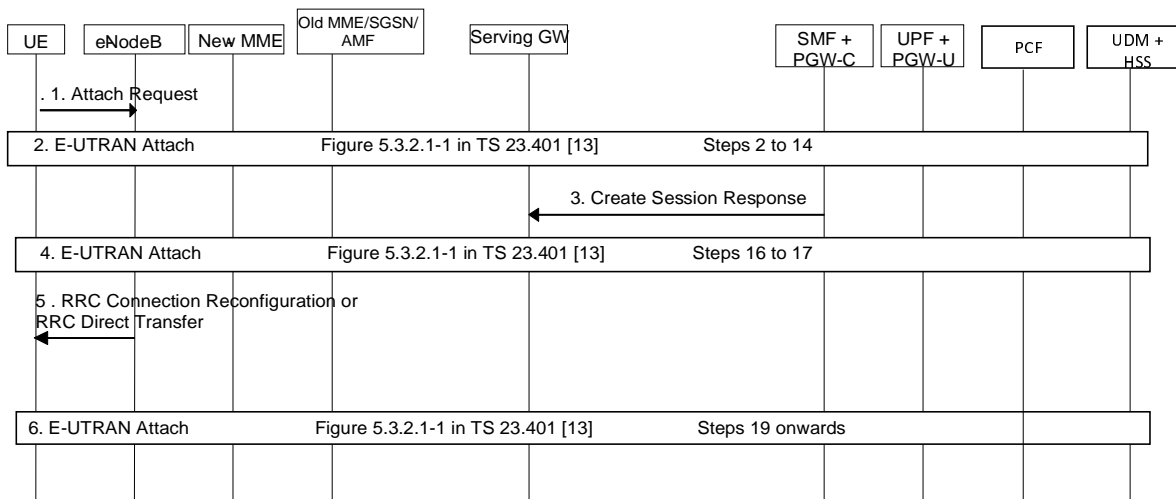 UE
eNodeB
New MME
Old MME/SGSN/
AMF
Serving GW
SMF +
PGW-C
UPF +
PGW-U
PCF
UDM +
HSS
. 1. Attach Request
2. E-UTRAN Attach Figure 5.3.2.1-1 in TS 23.401 [13] Steps 2 to 14
3. Create Session Response
4. E-UTRAN Attach Figure 5.3.2.1-1 in TS 23.401 [13] Steps 16 to 17
5 . RRC Connection Reconfiguration or
RRC Direct Transfer
6. E-UTRAN Attach Figure 5.3.2.1-1 in TS 23.401 [13] Steps 19 onwards